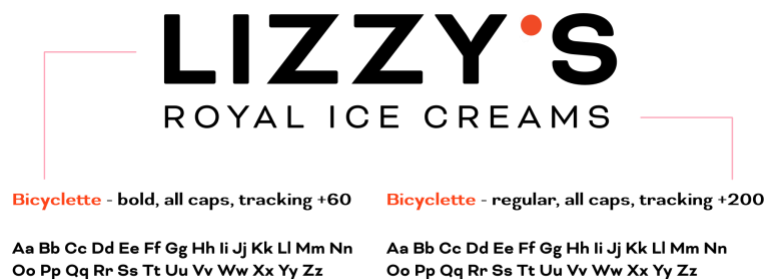 LIZZY'S
ROYAL ICE CREAMS
Bicyclette - bold, all caps, tracking +60
Bicyclette - regular, all caps, tracking +200
Aa Bb Cc Dd Ee Ff Gg Hh Ii Jj Kk Ll Mm Nn
Oo Pp Qq Rr Ss Tt Uu Vv Ww Xx Yy Zz
Aa Bb Cc Dd Ee Ff Gg Hh Ii Jj Kk Ll Mm Nn
Oo Pp Qq Rr Ss Tt Uu Vv Ww Xx Yy Zz